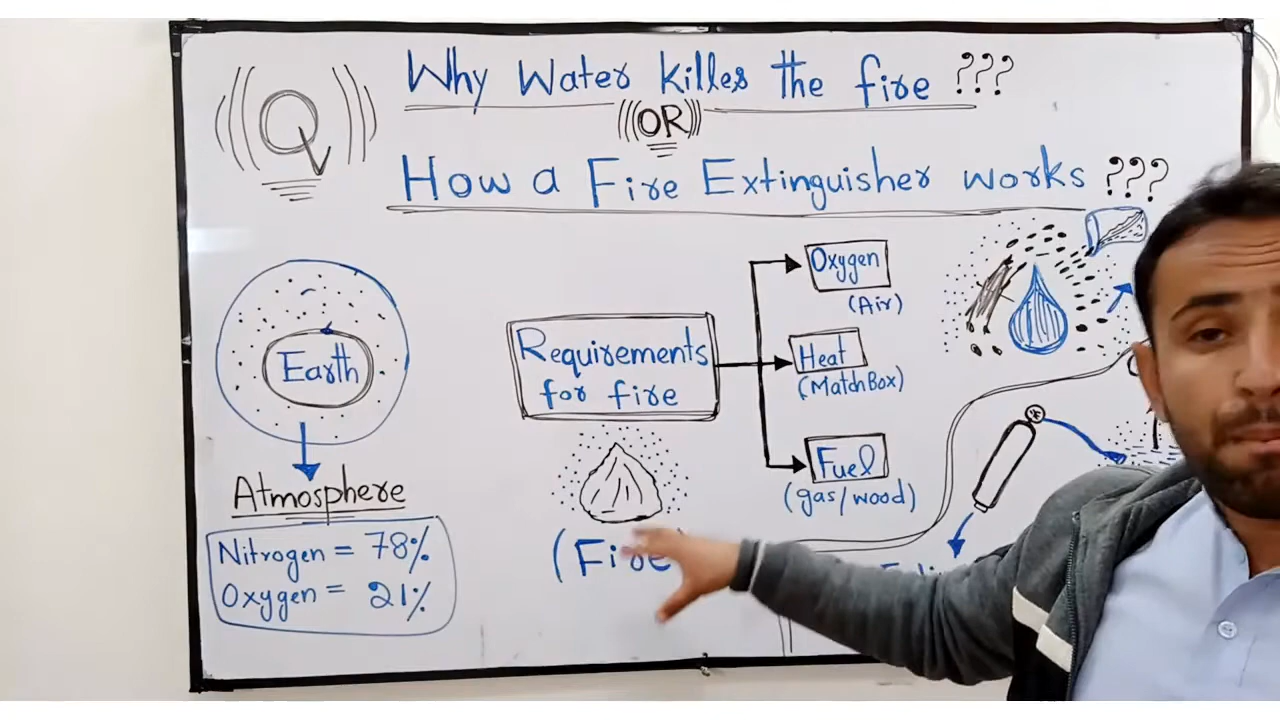 Q
Why Water killes the fire ???
OR
How a Fire Extinguisher works ???
Earth
Atmosphere
Nitrogen = 78%
Oxygen = 21%
Requirements
for fire
(Fire
Oxygen
(Air)
Heat
(MatchBox)
Fuel
(gas/wood)